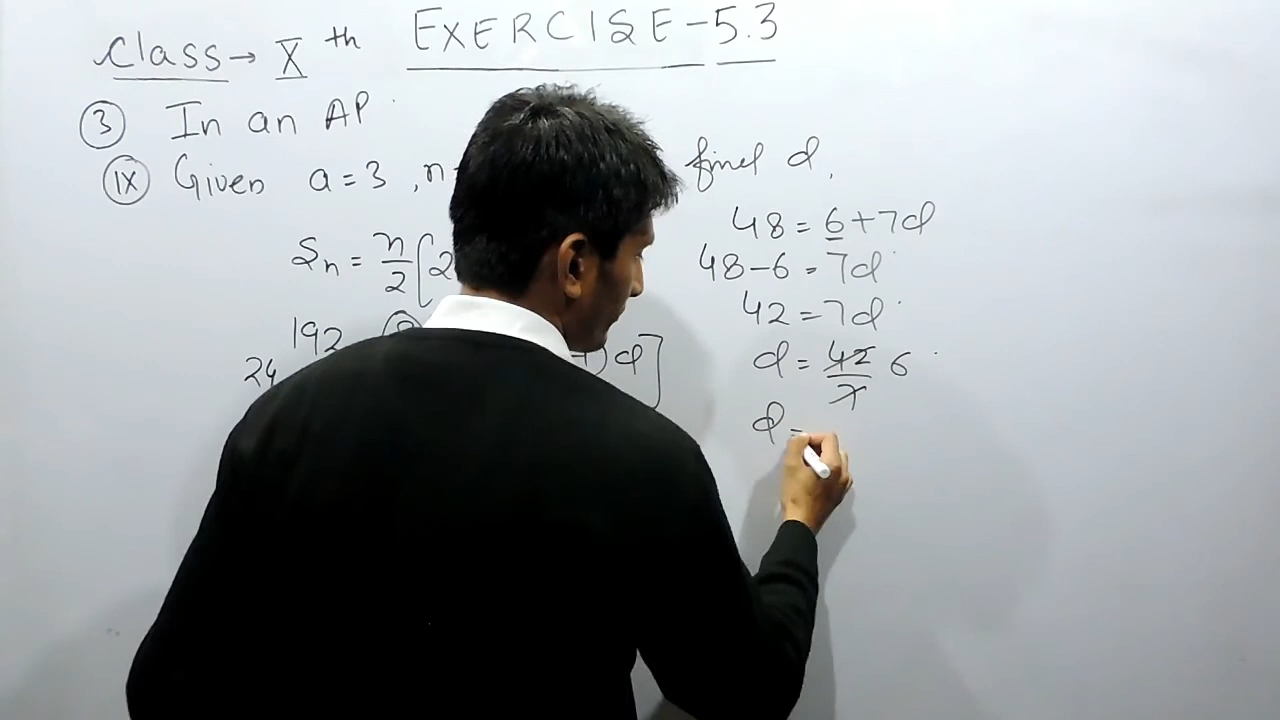 Class → X th EXERCISE - 5.3
③ In an AP
(ix) Given a = 3 , n find d.
Sn = n/2 [2
192
24 ) d]
48 = 6 + 7d
48 - 6 = 7d
42 = 7d
d = 42/7 6
d =